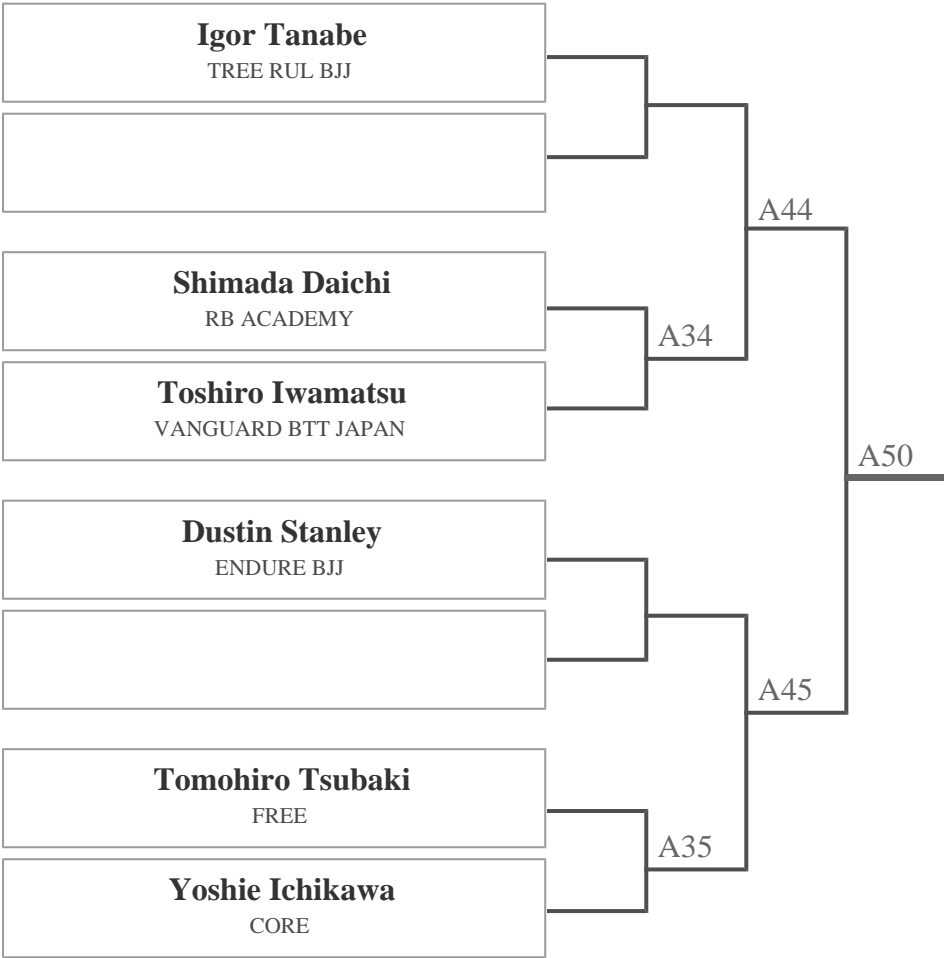 Igor Tanabe
TREE RUL BJJ
A44
Shimada Daichi
RB ACADEMY
A34
Toshiro Iwamatsu
VANGUARD BTT JAPAN
A50
Dustin Stanley
ENDURE BJJ
A45
Tomohiro Tsubaki
FREE
A35
Yoshie Ichikawa
CORE